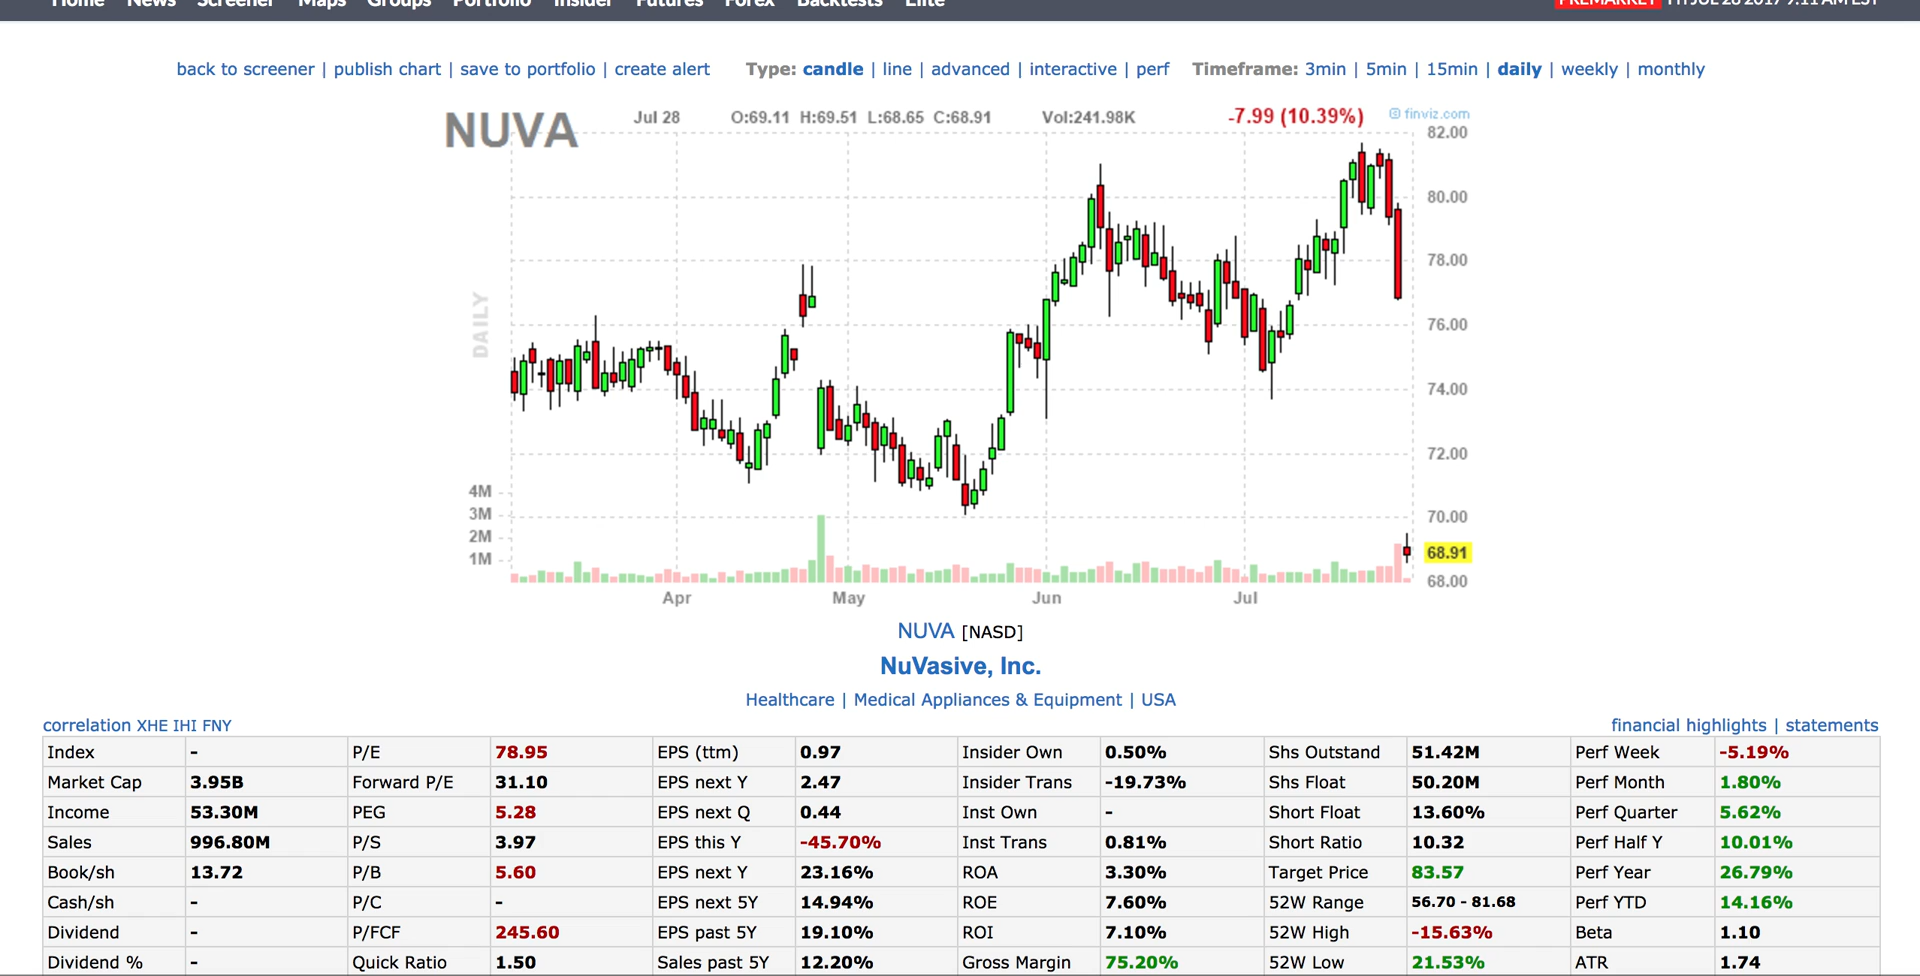 Home News Screener Maps Groups Portfolio Insider Futures Forex Backtests Elite PREMARKET FRI JUL 28 2017 9:11 AM EST
back to screener | publish chart | save to portfolio | create alert Type: candle | line | advanced | interactive | perf Timeframe: 3min | 5min | 15min | daily | weekly | monthly
NUVA Jul 28 O:69.11 H:69.51 L:68.65 C:68.91 Vol:241.98K -7.99 (10.39%) © finviz.com
82.00
80.00
78.00
76.00
DAILY
74.00
72.00
4M
3M 70.00
2M
1M 68.91
68.00
Apr May Jun Jul
NUVA [NASD]
NuVasive, Inc.
Healthcare | Medical Appliances & Equipment | USA
correlation XHE IHI FNY financial highlights | statements
Index - P/E 78.95 EPS (ttm) 0.97 Insider Own 0.50% Shs Outstand 51.42M Perf Week -5.19%
Market Cap 3.95B Forward P/E 31.10 EPS next Y 2.47 Insider Trans -19.73% Shs Float 50.20M Perf Month 1.80%
Income 53.30M PEG 5.28 EPS next Q 0.44 Inst Own - Short Float 13.60% Perf Quarter 5.62%
Sales 996.80M P/S 3.97 EPS this Y -45.70% Inst Trans 0.81% Short Ratio 10.32 Perf Half Y 10.01%
Book/sh 13.72 P/B 5.60 EPS next Y 23.16% ROA 3.30% Target Price 83.57 Perf Year 26.79%
Cash/sh - P/C - EPS next 5Y 14.94% ROE 7.60% 52W Range 56.70 - 81.68 Perf YTD 14.16%
Dividend - P/FCF 245.60 EPS past 5Y 19.10% ROI 7.10% 52W High -15.63% Beta 1.10
Dividend % - Quick Ratio 1.50 Sales past 5Y 12.20% Gross Margin 75.20% 52W Low 21.53% ATR 1.74